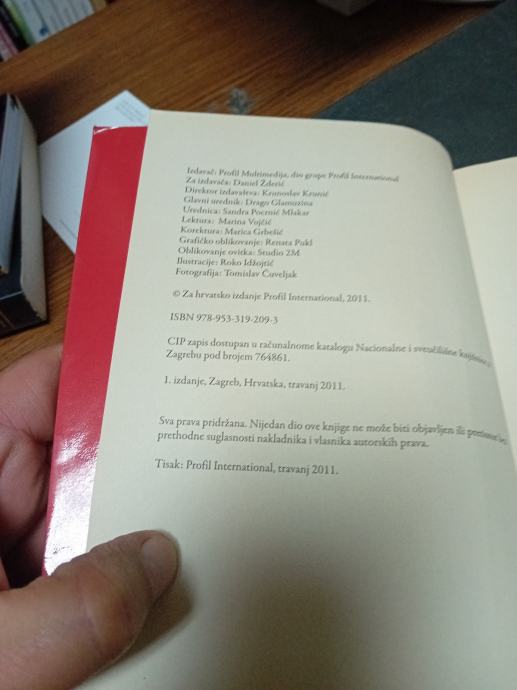 Izdavač: Profil Multimedija, dio grupe Profil International
Za izdavača: Daniel Žderić
Direktor izdavaštva: Krunoslav Krunić
Glavni urednik: Drago Glamuzina
Urednica: Sandra Pocrnić Mlakar
Lektura: Marina Vojčić
Korektura: Marica Grbešić
Grafičko oblikovanje: Renata Pukl
Oblikovanje ovitka: Studio 2M
Ilustracije: Roko Idžojtić
Fotografija: Tomislav Čuveljak
© Za hrvatsko izdanje Profil International, 2011.
ISBN 978-953-319-209-3
CIP zapis dostupan u računalnome katalogu Nacionalne i sveučilišne knjižnice u
Zagrebu pod brojem 764861.
1. izdanje, Zagreb, Hrvatska, travanj 2011.
Sva prava pridržana. Nijedan dio ove knjige ne može biti objavljen ili pretisnut bez
prethodne suglasnosti nakladnika i vlasnika autorskih prava.
Tisak: Profil International, travanj 2011.